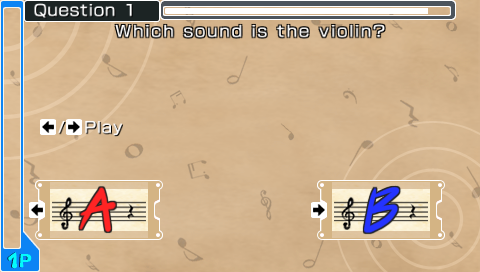 Question 1
Which sound is the violin?
←/→ Play
A
B
1P